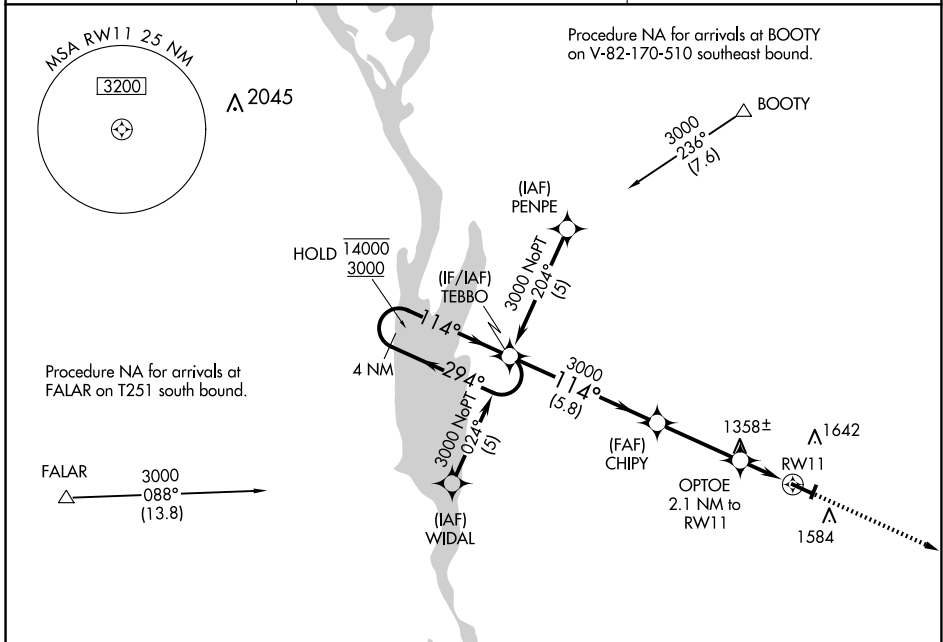 MSA RW11 25 NM
3200
2045
Procedure NA for arrivals at BOOTY
on V-82-170-510 southeast bound.
BOOTY
3000
236°
(7.6)
(IAF)
PENPE
HOLD 14000
3000
(IF/IAF)
TEBBO
3000 NoPT
204°
(5)
114°
4 NM
294°
3000
114°
(5.8)
Procedure NA for arrivals at
FALAR on T251 south bound.
3000 NoPT
024°
(5)
1358±
1642
(FAF)
CHIPY
RW11
OPTOE
2.1 NM to
RW11
1584
FALAR
3000
088°
(13.8)
(IAF)
WIDAL